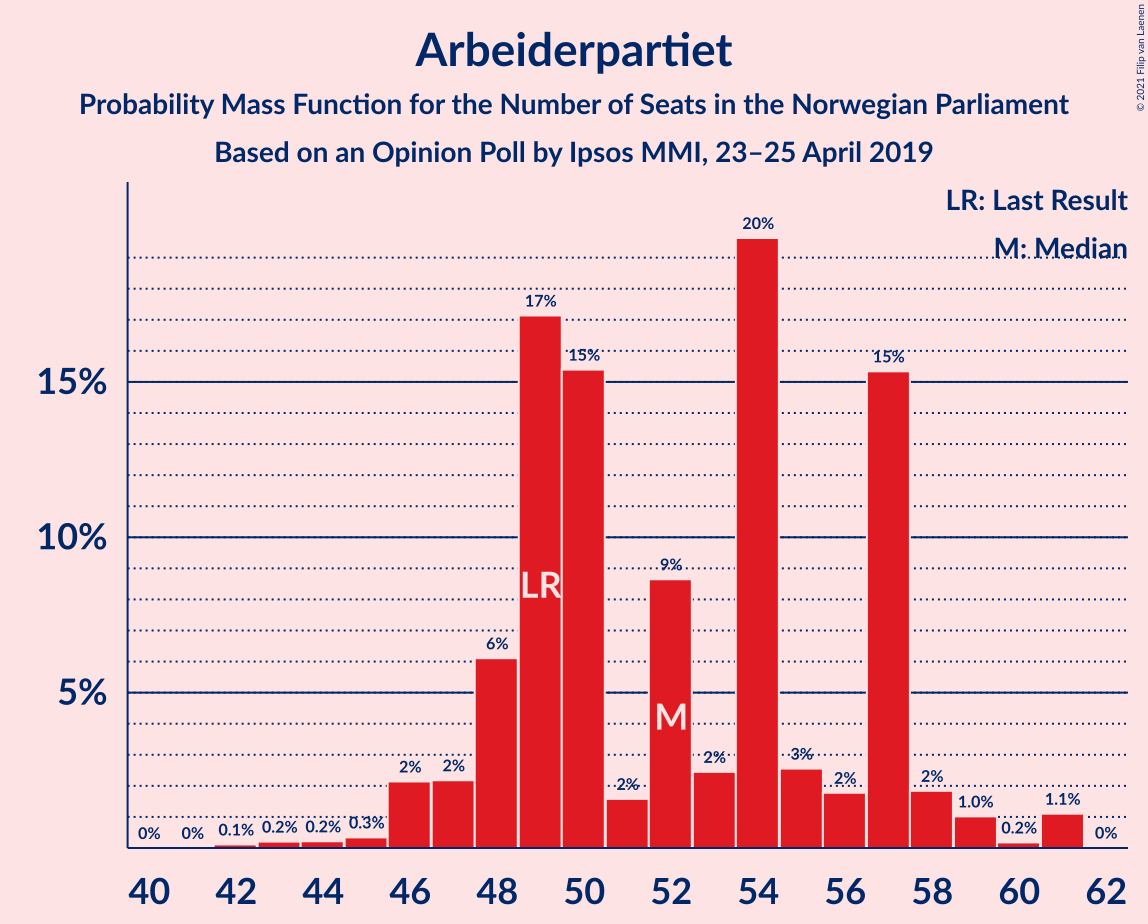 Arbeiderpartiet
Probability Mass Function for the Number of Seats in the Norwegian Parliament
Based on an Opinion Poll by Ipsos MMI, 23–25 April 2019
© 2021 Filip van Laenen
LR: Last Result
M: Median
15%
10%
5%
0%
0%
0.1%
0.2%
0.2%
0.3%
2%
2%
6%
17%
15%
2%
9%
2%
20%
3%
2%
15%
2%
1.0%
0.2%
1.1%
0%
LR
M
40 42 44 46 48 50 52 54 56 58 60 62